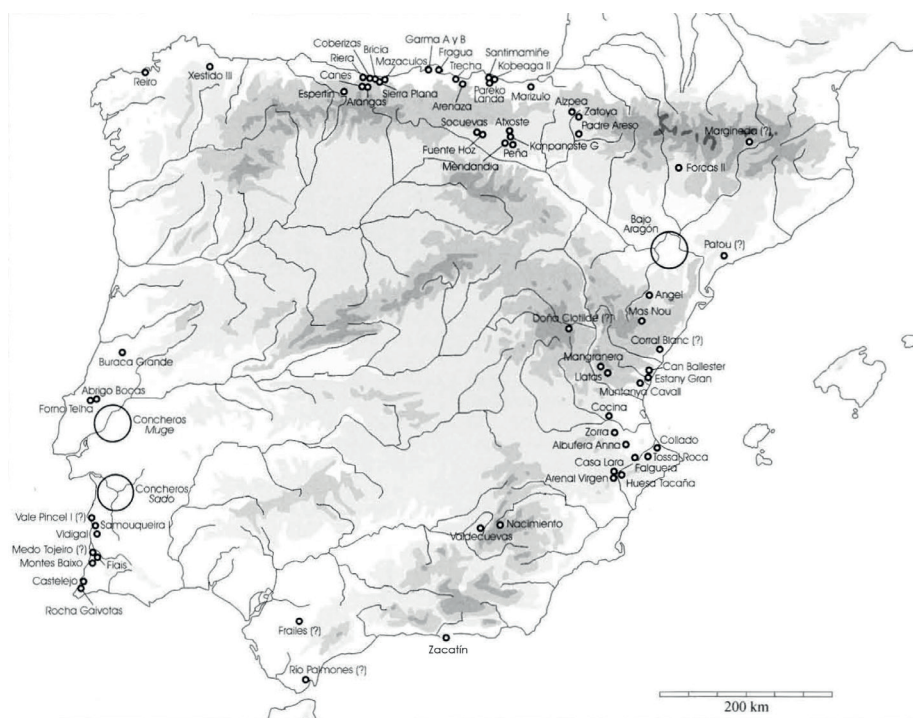 Garma A y B
Coberizas
Bricia
Fragua
Riera
Mazaculos
Trecha
Santimamiñe
Kobeaga II
Canes
Xestido III
Reiro
Espertín
Arangas
Sierra Plana
Arenaza
Pareko
Landa
Marizulo
Aizpea
Zatoya
Padre Areso
Socuevas
Atxoste
Fuente Hoz
Mendandia
Peña
Kanpanoste G
Margineda (?)
Forcas II
Bajo
Aragón
Patou (?)
Angel
Mas Nou
Doña Clotilde (?)
Corral Blanc (?)
Buraca Grande
Mangranera
Llatas
Can Ballester
Estany Gran
Muntanya Cavall
Abrigo Bocas
Forno Telha
Concheros
Muge
Cocina
Zorra
Albufera Anna
Collado
Casa Lara
Tossal Roca
Falguera
Arenal Virgen
Huesa Tacaña
Concheros
Sado
Vale Pincel I (?)
Samouqueira I
Vidigal
Nacimiento
Valdecuevas
Medo Tojeiro (?)
Montes Baixo
Fiais
Castelejo
Rocha Gaivotas
Frailes (?)
Zacatín
Río Palmones (?)
200 km